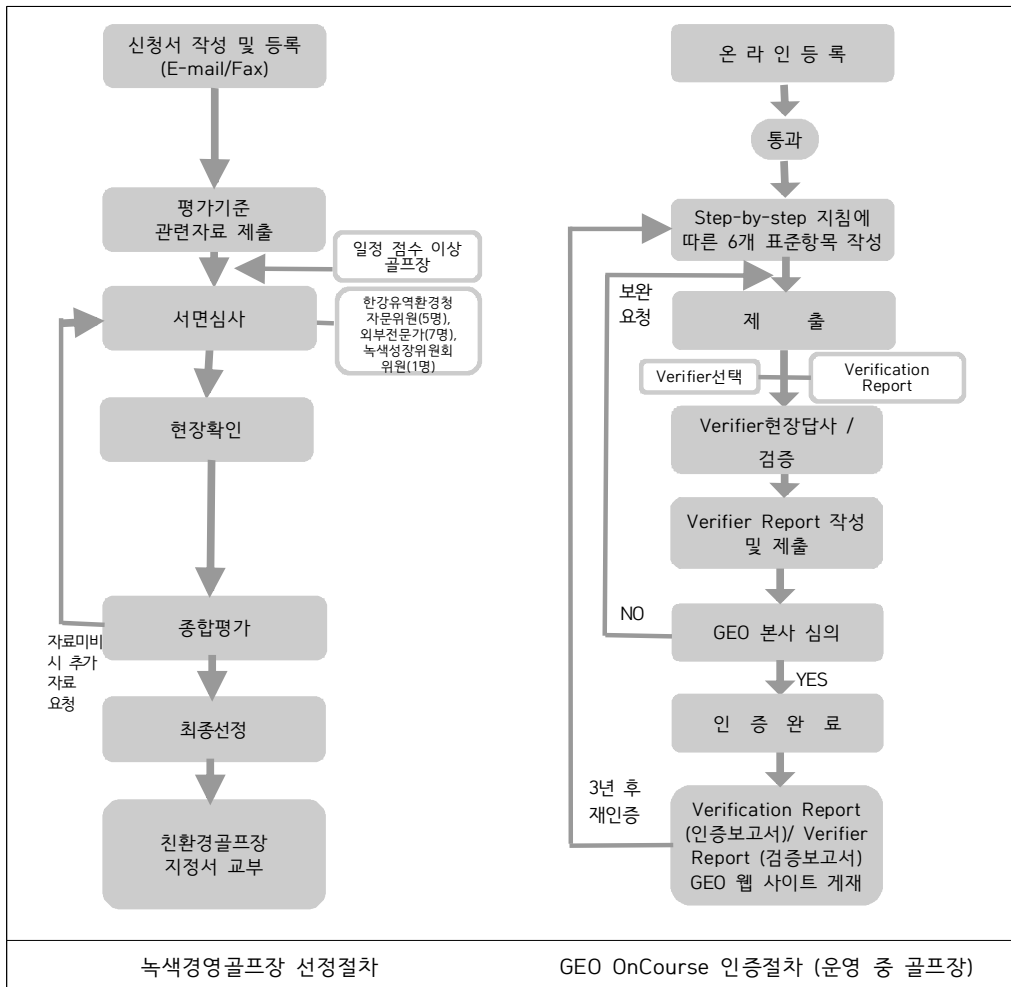 신청서 작성 및 등록
(E-mail/Fax)
평가기준
관련자료 제출
일정 점수 이상
골프장
서면심사
한강유역환경청
자문위원(5명),
외부전문가(7명),
녹색성장위원회
위원(1명)
현장확인
종합평가
자료미비
시 추가
자료
요청
최종선정
친환경골프장
지정서 교부
녹색경영골프장 선정절차
온 라 인 등 록
통과
Step-by-step 지침에
따른 6개 표준항목 작성
보완
요청
제 출
Verifier선택
Verification
Report
Verifier현장답사 /
검증
Verifier Report 작성
및 제출
NO
GEO 본사 심의
YES
인 증 완 료
3년 후
재인증
Verification Report
(인증보고서)/ Verifier
Report (검증보고서)
GEO 웹 사이트 게재
GEO OnCourse 인증절차 (운영 중 골프장)